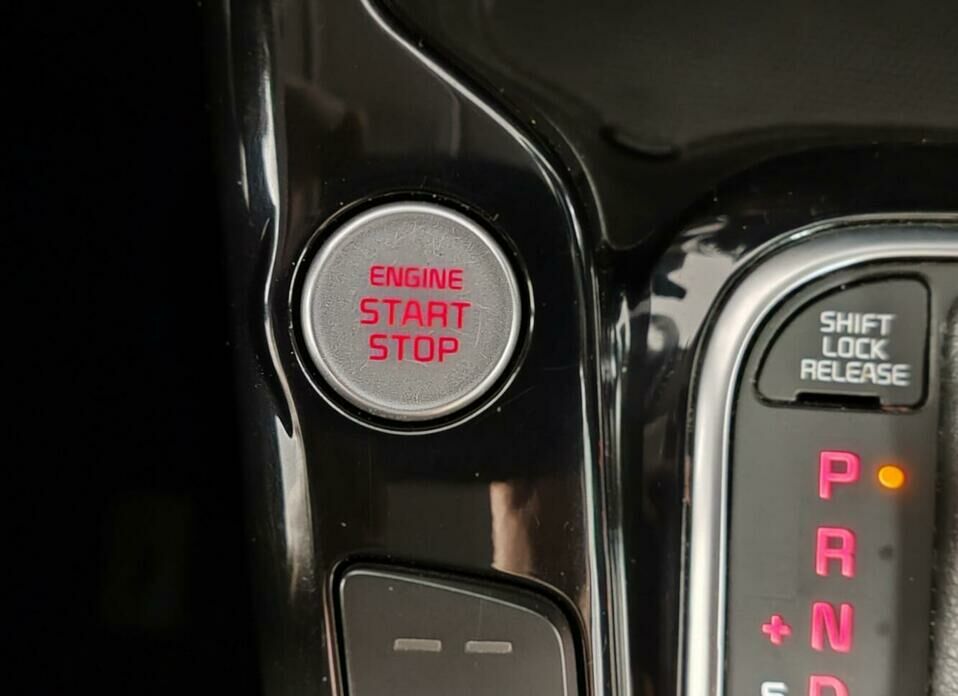 ENGINE
START
STOP
SHIFT
LOCK
RELEASE
P
R
+ N
S D